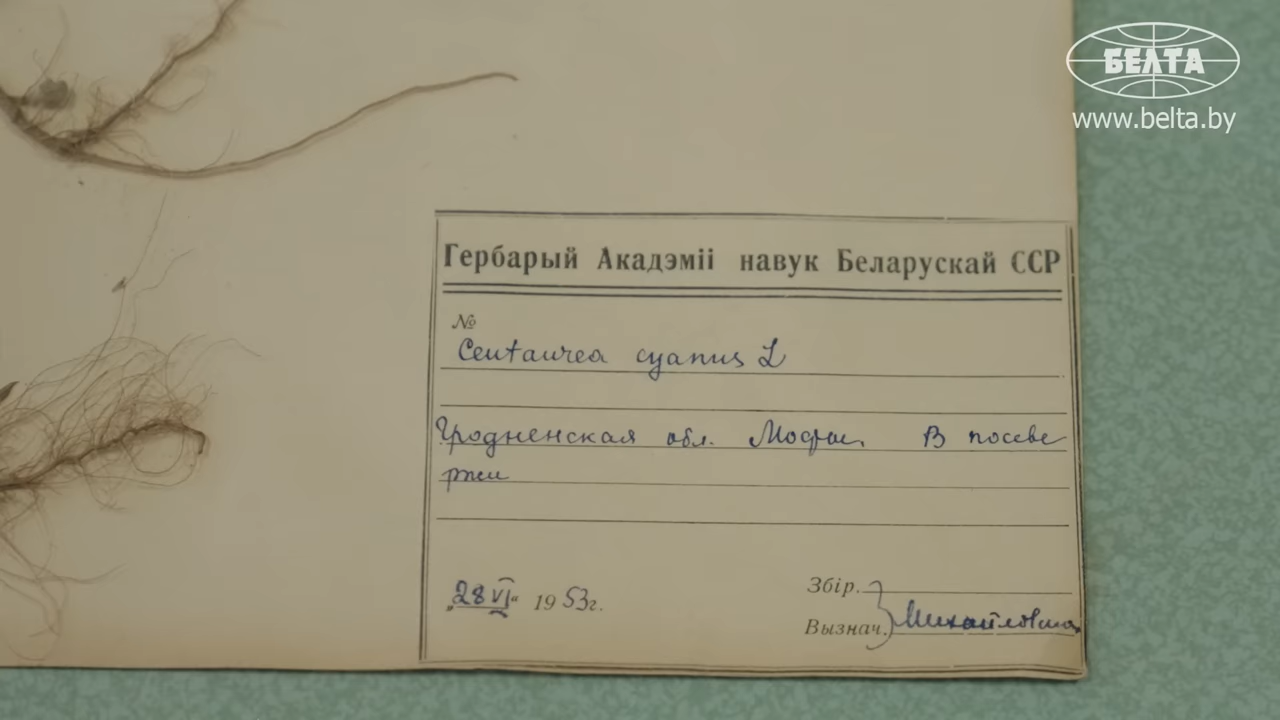 БЕЛТА
www.belta.by
Гербарый Акадэміі навук Беларускай ССР
№
Centaurea cyanus L
Гродненская обл. В посеве
ржи
„28 VI“ 1953г.
Збір.
Вызнач.